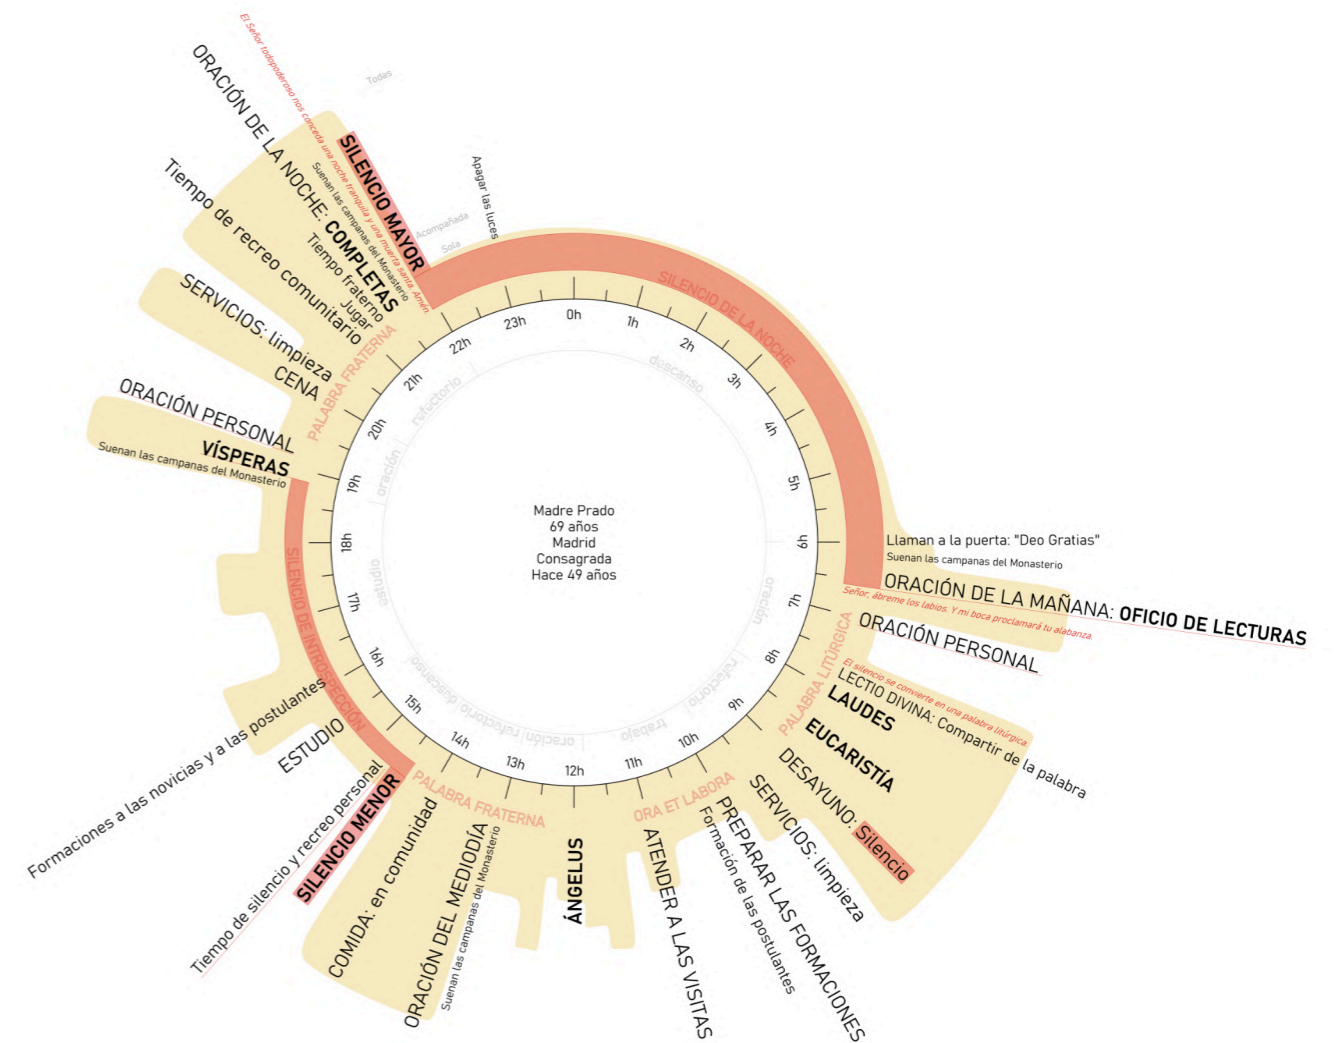 El Señor todopoderoso nos conceda una noche tranquila y una muerta santa. Amén.
Todas
Acompañada
Sola
SILENCIO MAYOR
Suenan las campanas del Monasterio
ORACIÓN DE LA NOCHE: COMPLETAS
Tiempo fraterno
Jugar
Tiempo de recreo comunitario
PALABRA FRATERNA
SERVICIOS: limpieza
CENA
ORACIÓN PERSONAL
VÍSPERAS
Suenan las campanas del Monasterio
Apagar las luces
SILENCIO DE LA NOCHE
Llaman a la puerta: "Deo Gratias"
Suenan las campanas del Monasterio
ORACIÓN DE LA MAÑANA: OFICIO DE LECTURAS
Señor, ábreme los labios. Y mi boca proclamará tu alabanza.
ORACIÓN PERSONAL
PALABRA LITÚRGICA
El silencio se convierte en una palabra litúrgica.
LECTIO DIVINA: Compartir de la palabra
LAUDES
EUCARISTÍA
DESAYUNO: Silencio
SERVICIOS: limpieza
ORA ET LABORA
PREPARAR LAS FORMACIONES
Formación de las postulantes
ATENDER A LAS VISITAS
ÁNGELUS
PALABRA FRATERNA
Suenan las campanas del Monasterio
ORACIÓN DEL MEDIODÍA
COMIDA: en comunidad
SILENCIO MENOR
Tiempo de silencio y recreo personal
SILENCIO DE INTROSPECCIÓN
ESTUDIO
Formaciones a las novicias y a las postulantes
0h
1h
2h
3h
4h
5h
6h
7h
8h
9h
10h
11h
12h
13h
14h
15h
16h
17h
18h
19h
20h
21h
22h
23h
descanso
oración
refectorio
trabajo
oración
refectorio
descanso
estudio
oración
refectorio
Madre Prado
69 años
Madrid
Consagrada
Hace 49 años